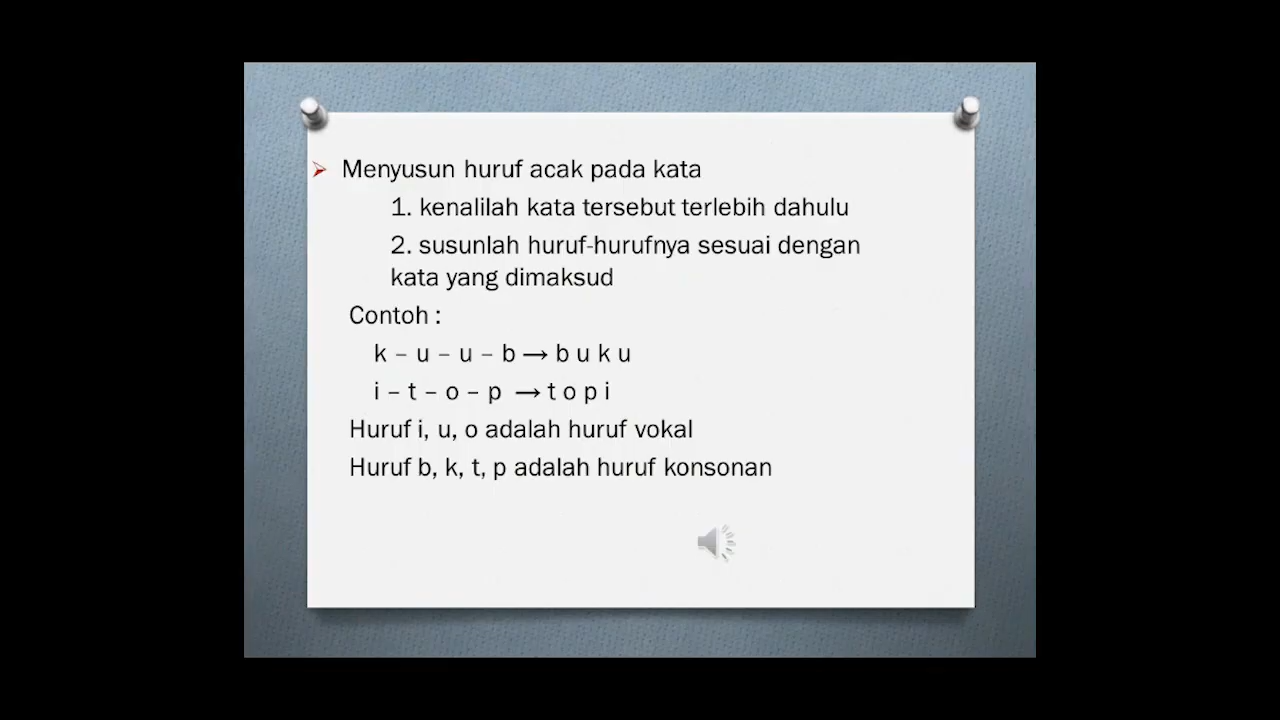 Menyusun huruf acak pada kata
1. kenalilah kata tersebut terlebih dahulu
2. susunlah huruf-hurufnya sesuai dengan
kata yang dimaksud
Contoh :
k – u – u – b → b u k u
i – t – o – p → t o p i
Huruf i, u, o adalah huruf vokal
Huruf b, k, t, p adalah huruf konsonan